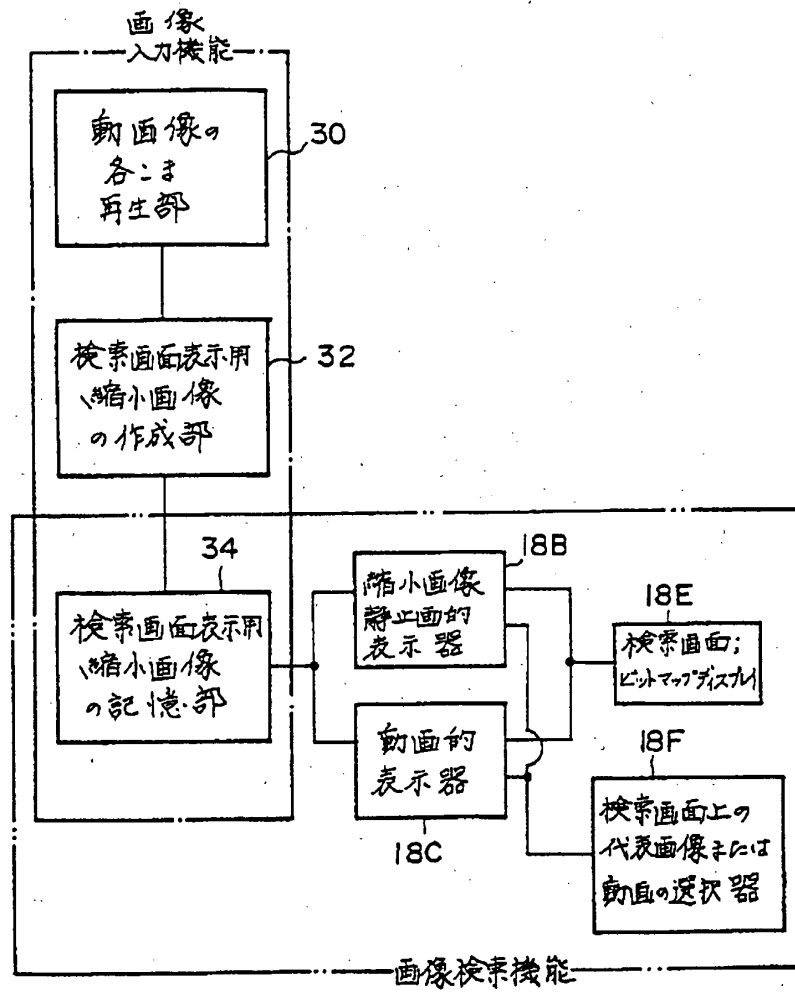 画像
入力機能
動画像の
各こま
再生部
30
検索画面表示用
縮小画像
の作成部
32
34
検索画面表示用
縮小画像
の記憶部
18B
縮小画像
静止画的
表示器
動画的
表示器
18C
18E
検索画面;
ビットマップディスプレイ
18F
検索画面上の
代表画像または
動画の選択器
画像検索機能